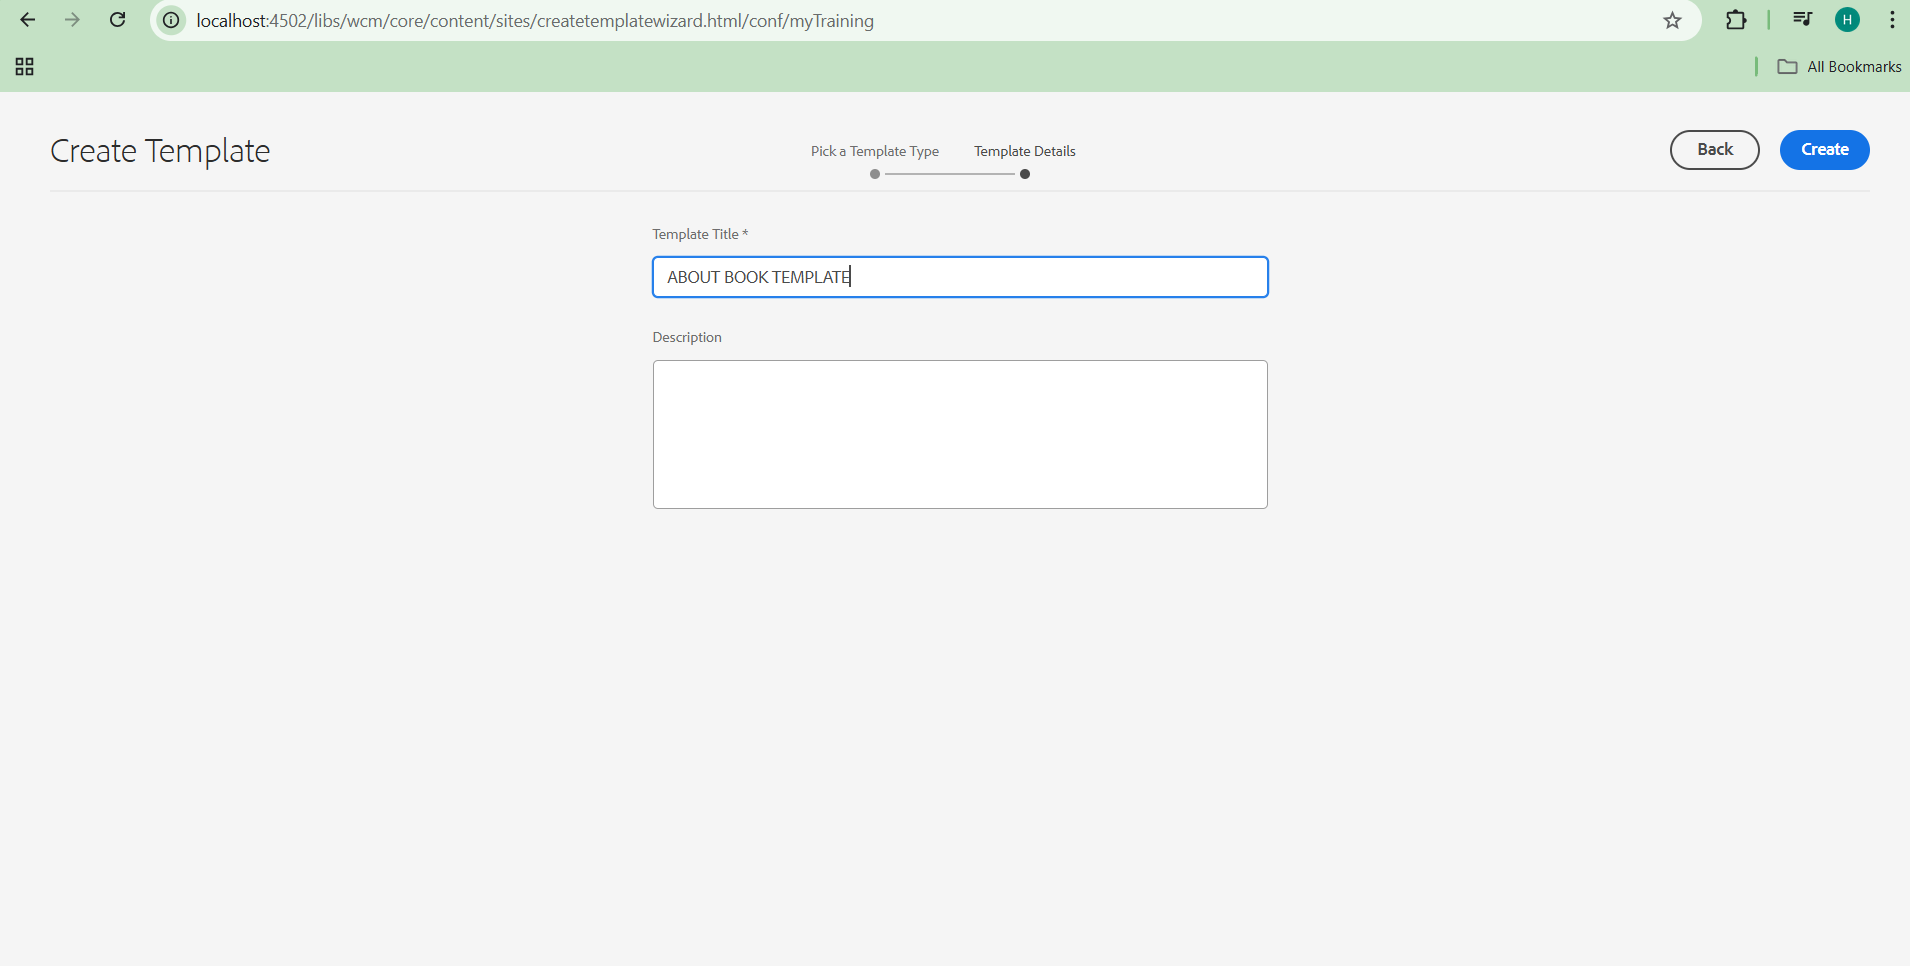 localhost:4502/libs/wcm/core/content/sites/createtemplatewizard.html/conf/myTraining
H
All Bookmarks
Create Template
Pick a Template Type
Template Details
Back
Create
Template Title *
ABOUT BOOK TEMPLATE
Description